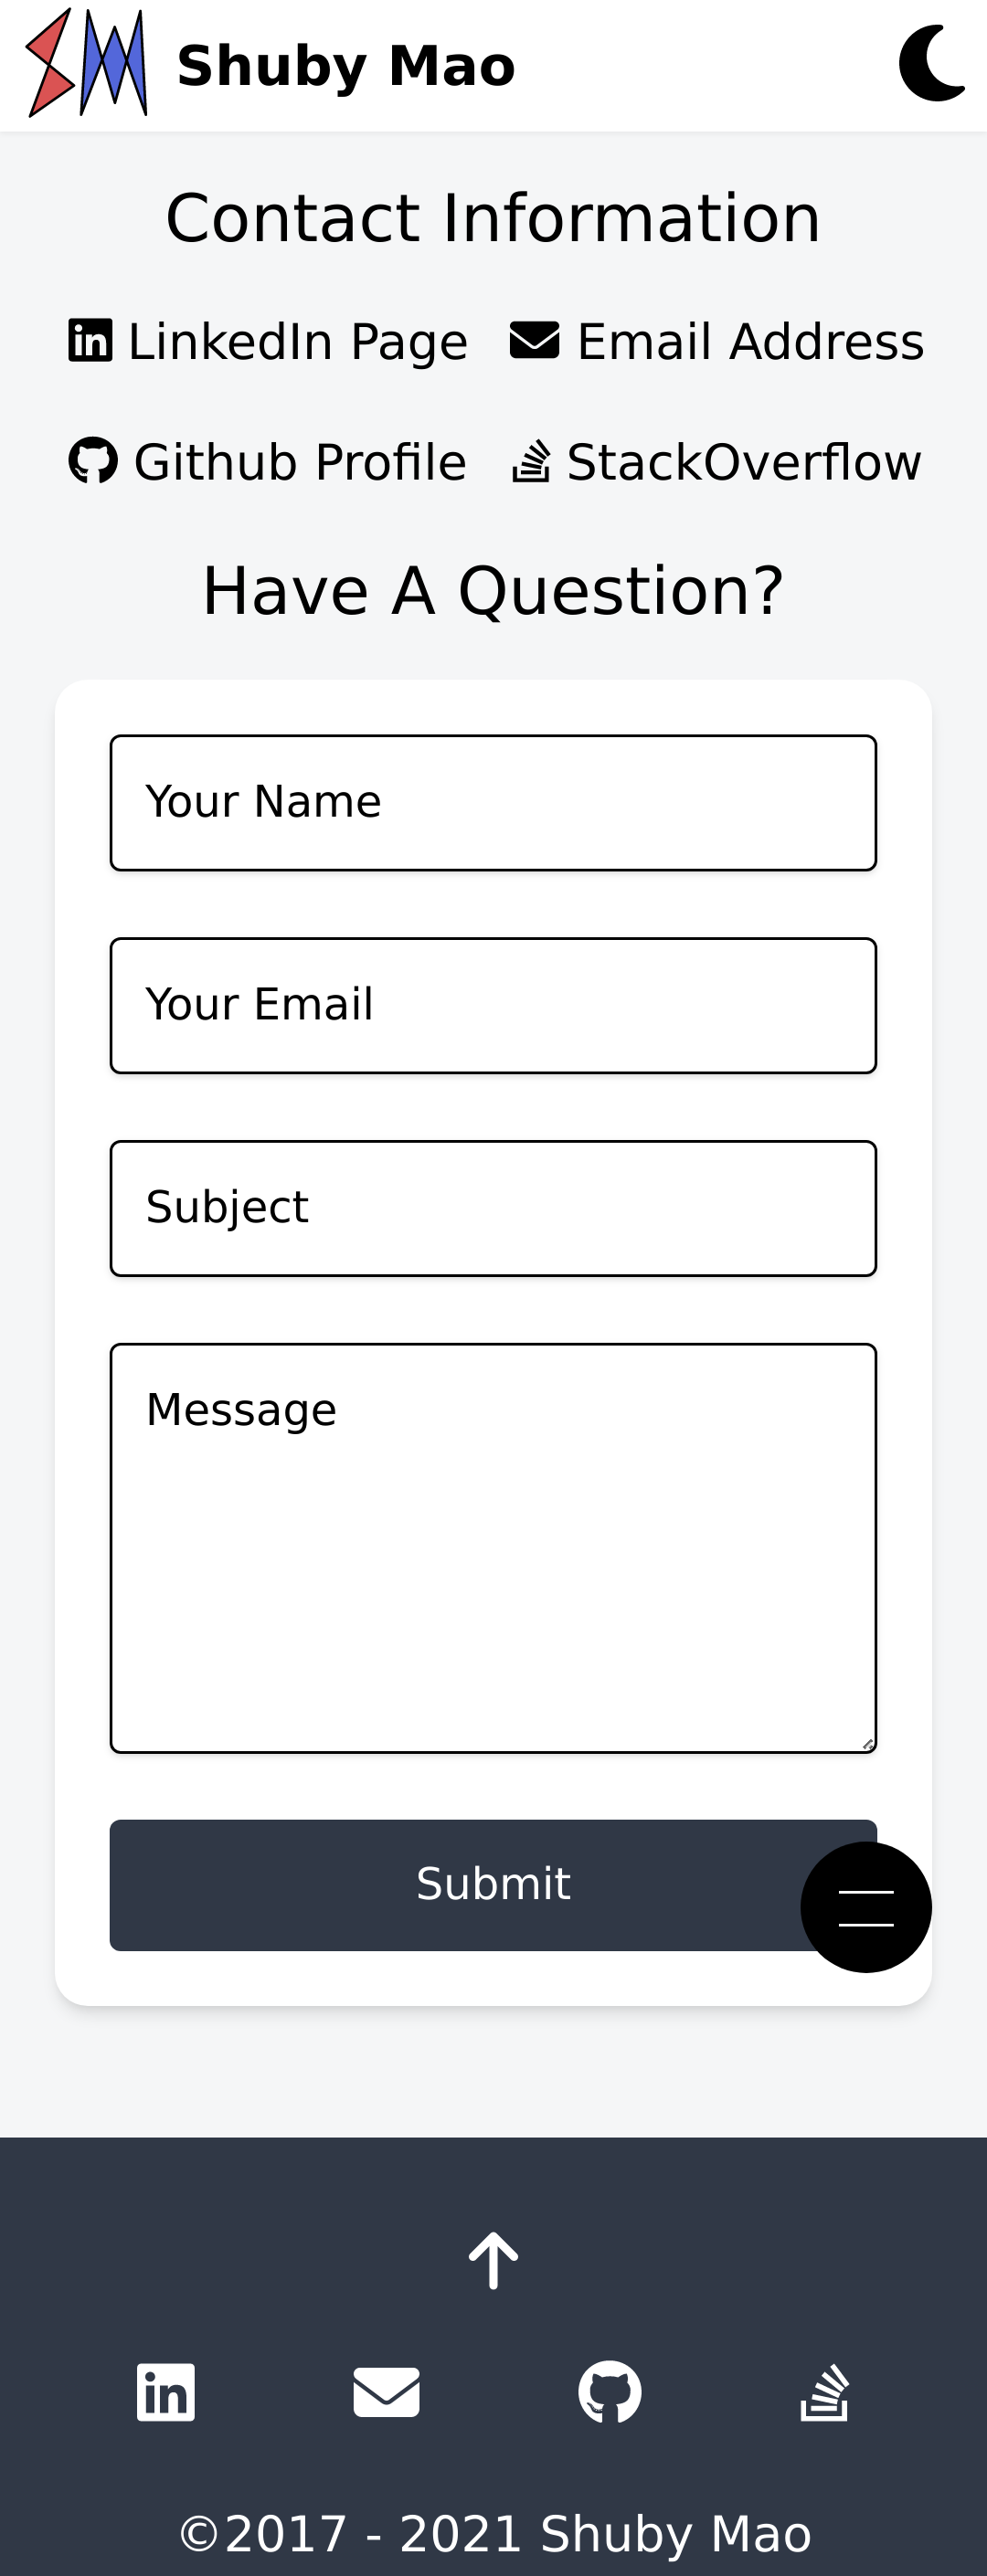 SM Shuby Mao
Contact Information
LinkedIn Page Email Address
Github Profile StackOverflow
Have A Question?
Your Name
Your Email
Subject
Message
Submit
©2017 - 2021 Shuby Mao